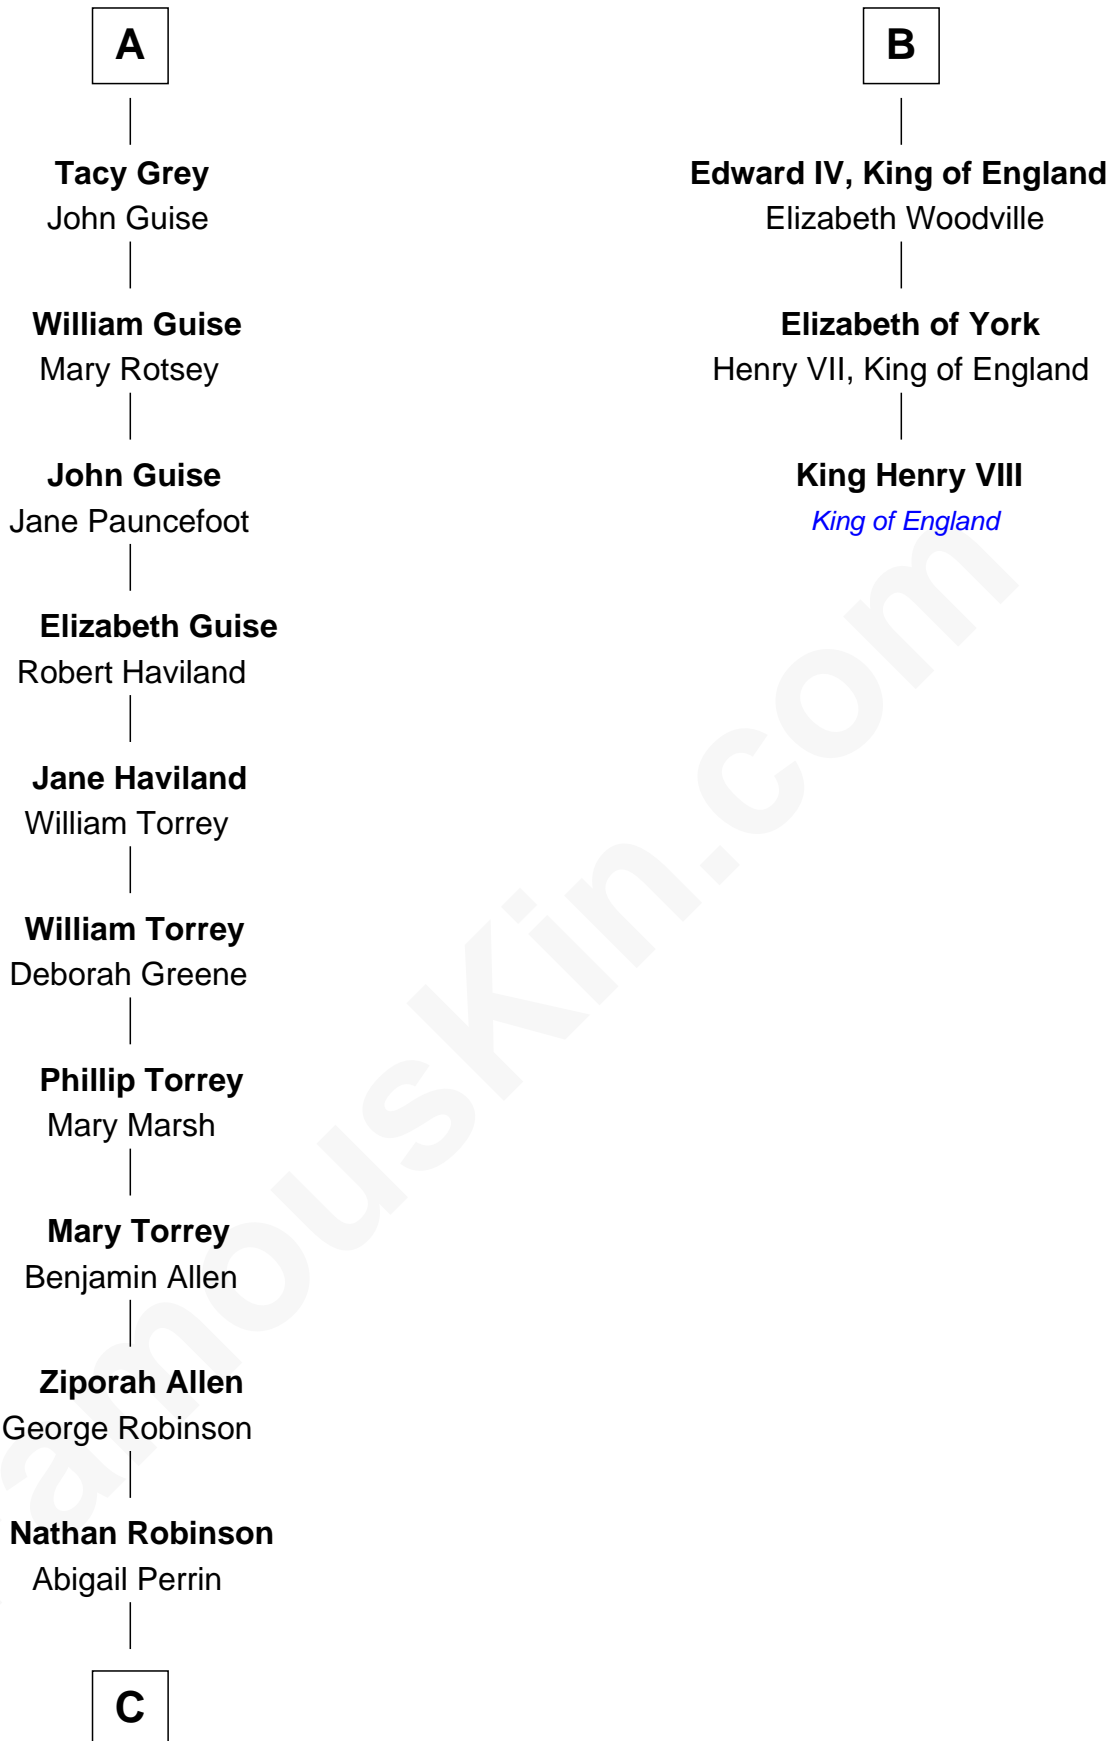 A
Tacy Grey
John Guise
William Guise
Mary Rotsey
John Guise
Jane Pauncefoot
Elizabeth Guise
Robert Haviland
Jane Haviland
William Torrey
William Torrey
Deborah Greene
Phillip Torrey
Mary Marsh
Mary Torrey
Benjamin Allen
Ziporah Allen
George Robinson
Nathan Robinson
Abigail Perrin
C
B
Edward IV, King of England
Elizabeth Woodville
Elizabeth of York
Henry VII, King of England
King Henry VIII
King of England
amouskin.com